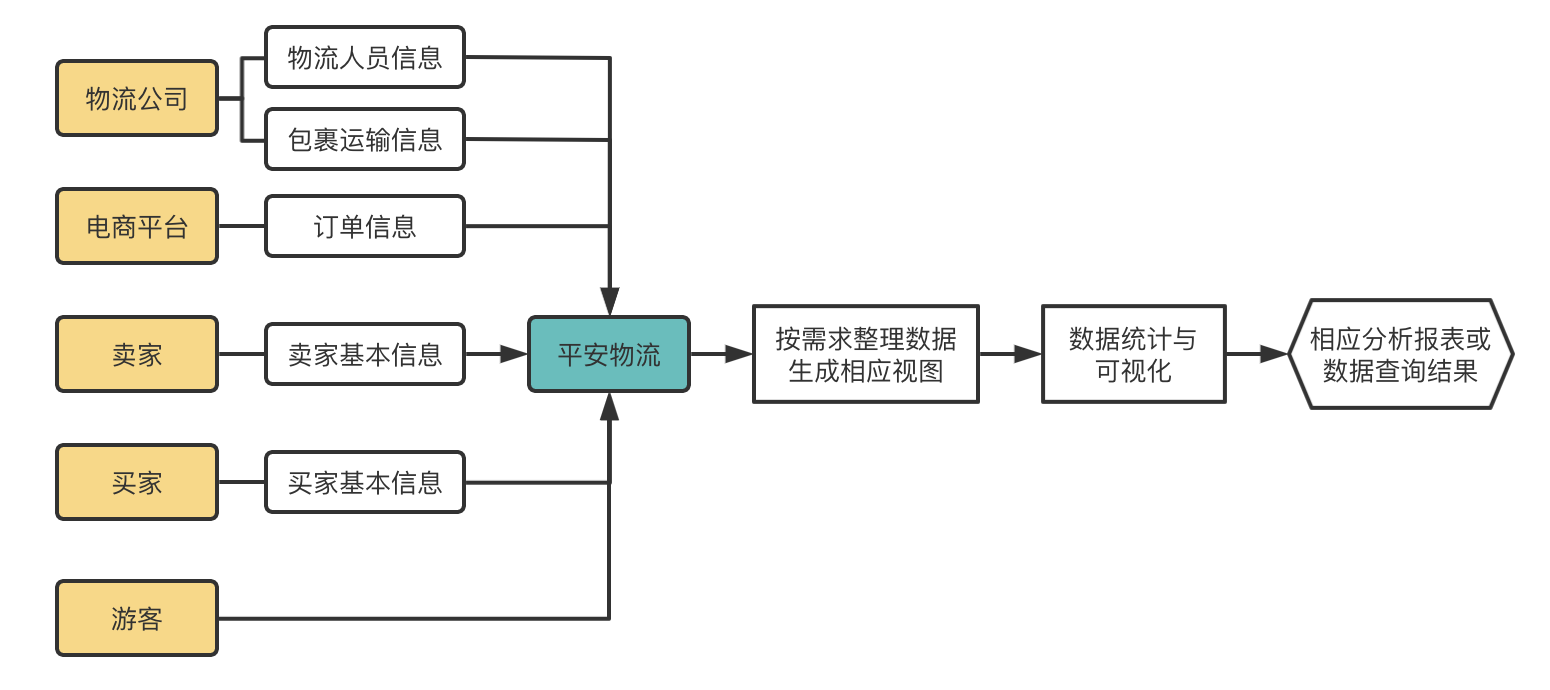 物流公司
物流人员信息
包裹运输信息
电商平台
订单信息
卖家
卖家基本信息
平安物流
按需求整理数据
生成相应视图
数据统计与
可视化
相应分析报表或
数据查询结果
买家
买家基本信息
游客